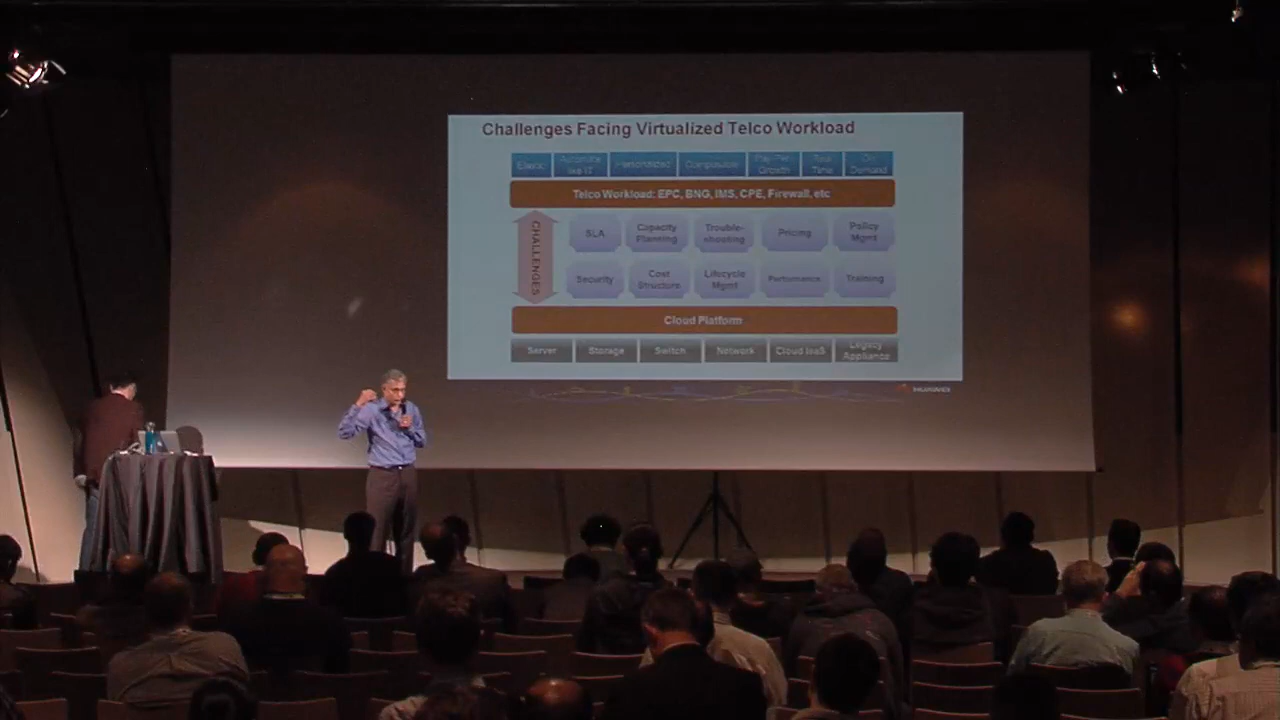 Challenges Facing Virtualized Telco Workload
Elastic
Automate
like IT
Personalized
Composable
Pay-Per-
Growth
Real
Time
On
Demand
Telco Workload: EPC, BNG, IMS, CPE, Firewall, etc
CHALLENGES
SLA
Capacity
Planning
Trouble-
shooting
Pricing
Policy
Mgmt
Security
Cost
Structure
Lifecycle
Mgmt
Performance
Training
Cloud Platform
Server
Storage
Switch
Network
Cloud IaaS
Legacy
Appliance
HUAWEI